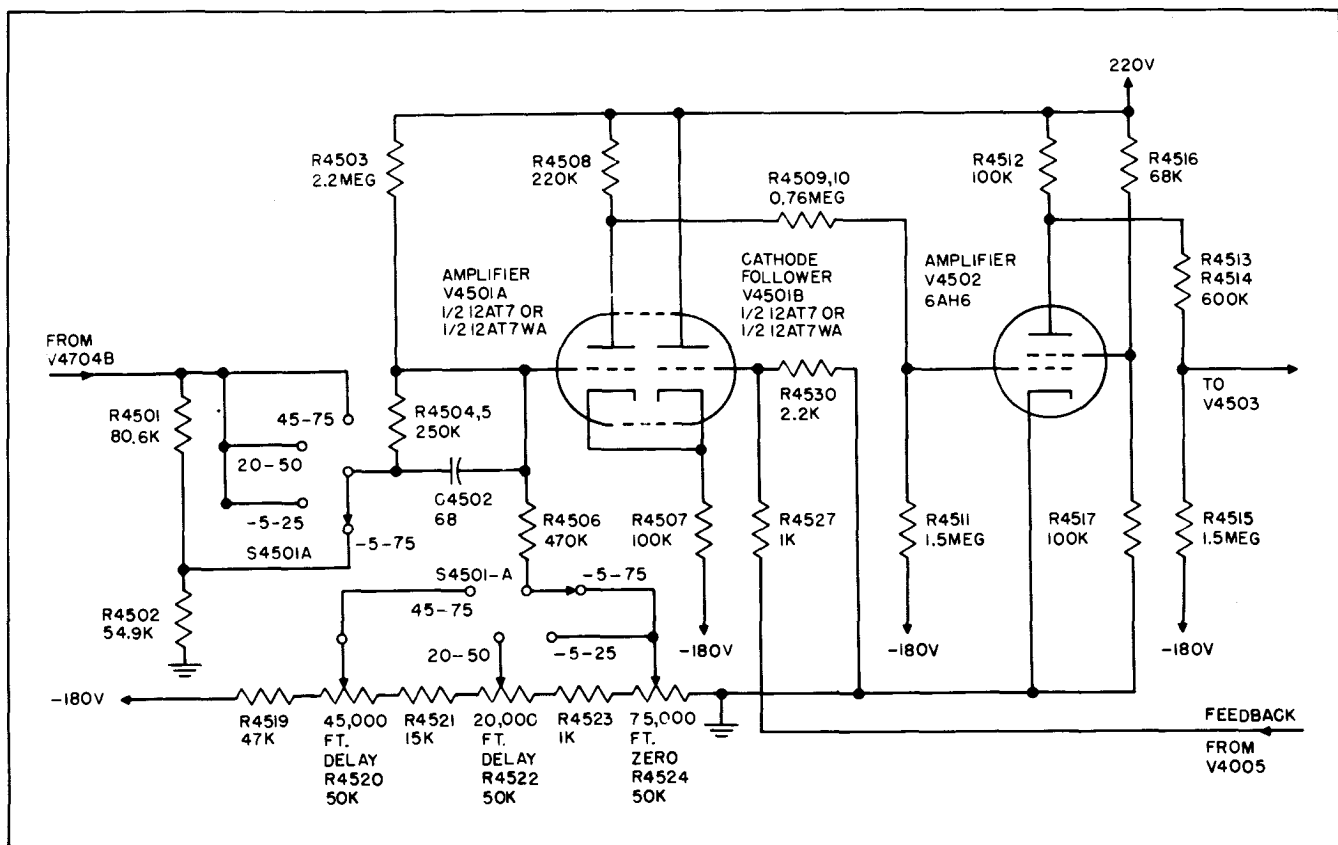 220V
R4503
2.2MEG
R4508
220K
R4509,10
0.76MEG
R4512
100K
R4516
68K
AMPLIFIER
V4501A
1/2 12AT7 OR
1/2 12AT7WA
CATHODE
FOLLOWER
V4501B
1/2 12AT7 OR
1/2 12AT7WA
AMPLIFIER
V4502
6AH6
R4513
R4514
600K
FROM
V4704B
R4501
80.6K
45-75
20-50
-5-25
S4501A
-5-75
R4504,5
250K
C4502
68
R4530
2.2K
TO
V4503
R4506
470K
R4507
100K
R4527
1K
R4511
1.5MEG
R4517
100K
R4515
1.5MEG
R4502
54.9K
S4501-A
-5-75
45-75
20-50
-5-25
-180V
-180V
-180V
-180V
R4519
47K
45,000
FT.
DELAY
R4520
50K
R4521
15K
20,000
FT.
DELAY
R4522
50K
R4523
1K
75,000
FT.
ZERO
R4524
50K
FEEDBACK
FROM
V4005